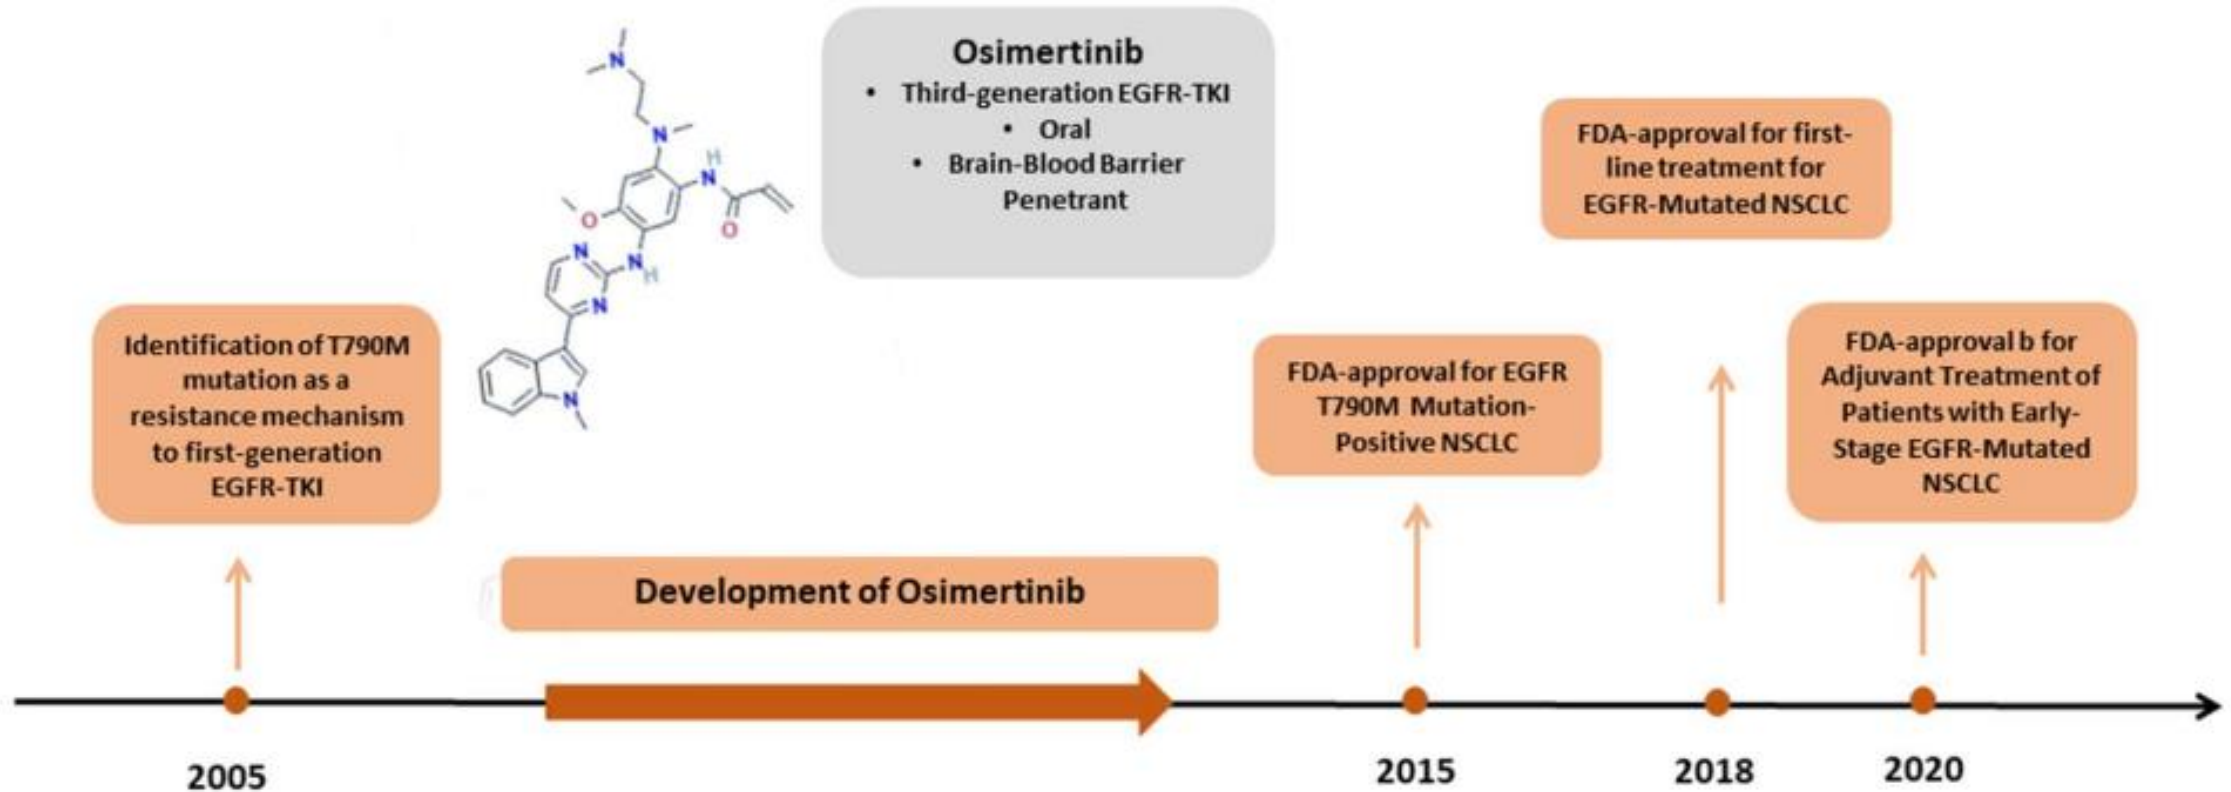 Osimertinib
• Third-generation EGFR-TKI
• Oral
• Brain-Blood Barrier
Penetrant
N
N
H
N
O
O
N
N
H
N
N
Identification of T790M
mutation as a
resistance mechanism
to first-generation
EGFR-TKI
Development of Osimertinib
FDA-approval for EGFR
T790M Mutation-
Positive NSCLC
FDA-approval for first-
line treatment for
EGFR-Mutated NSCLC
FDA-approval b for
Adjuvant Treatment of
Patients with Early-
Stage EGFR-Mutated
NSCLC
2005
2015
2018
2020